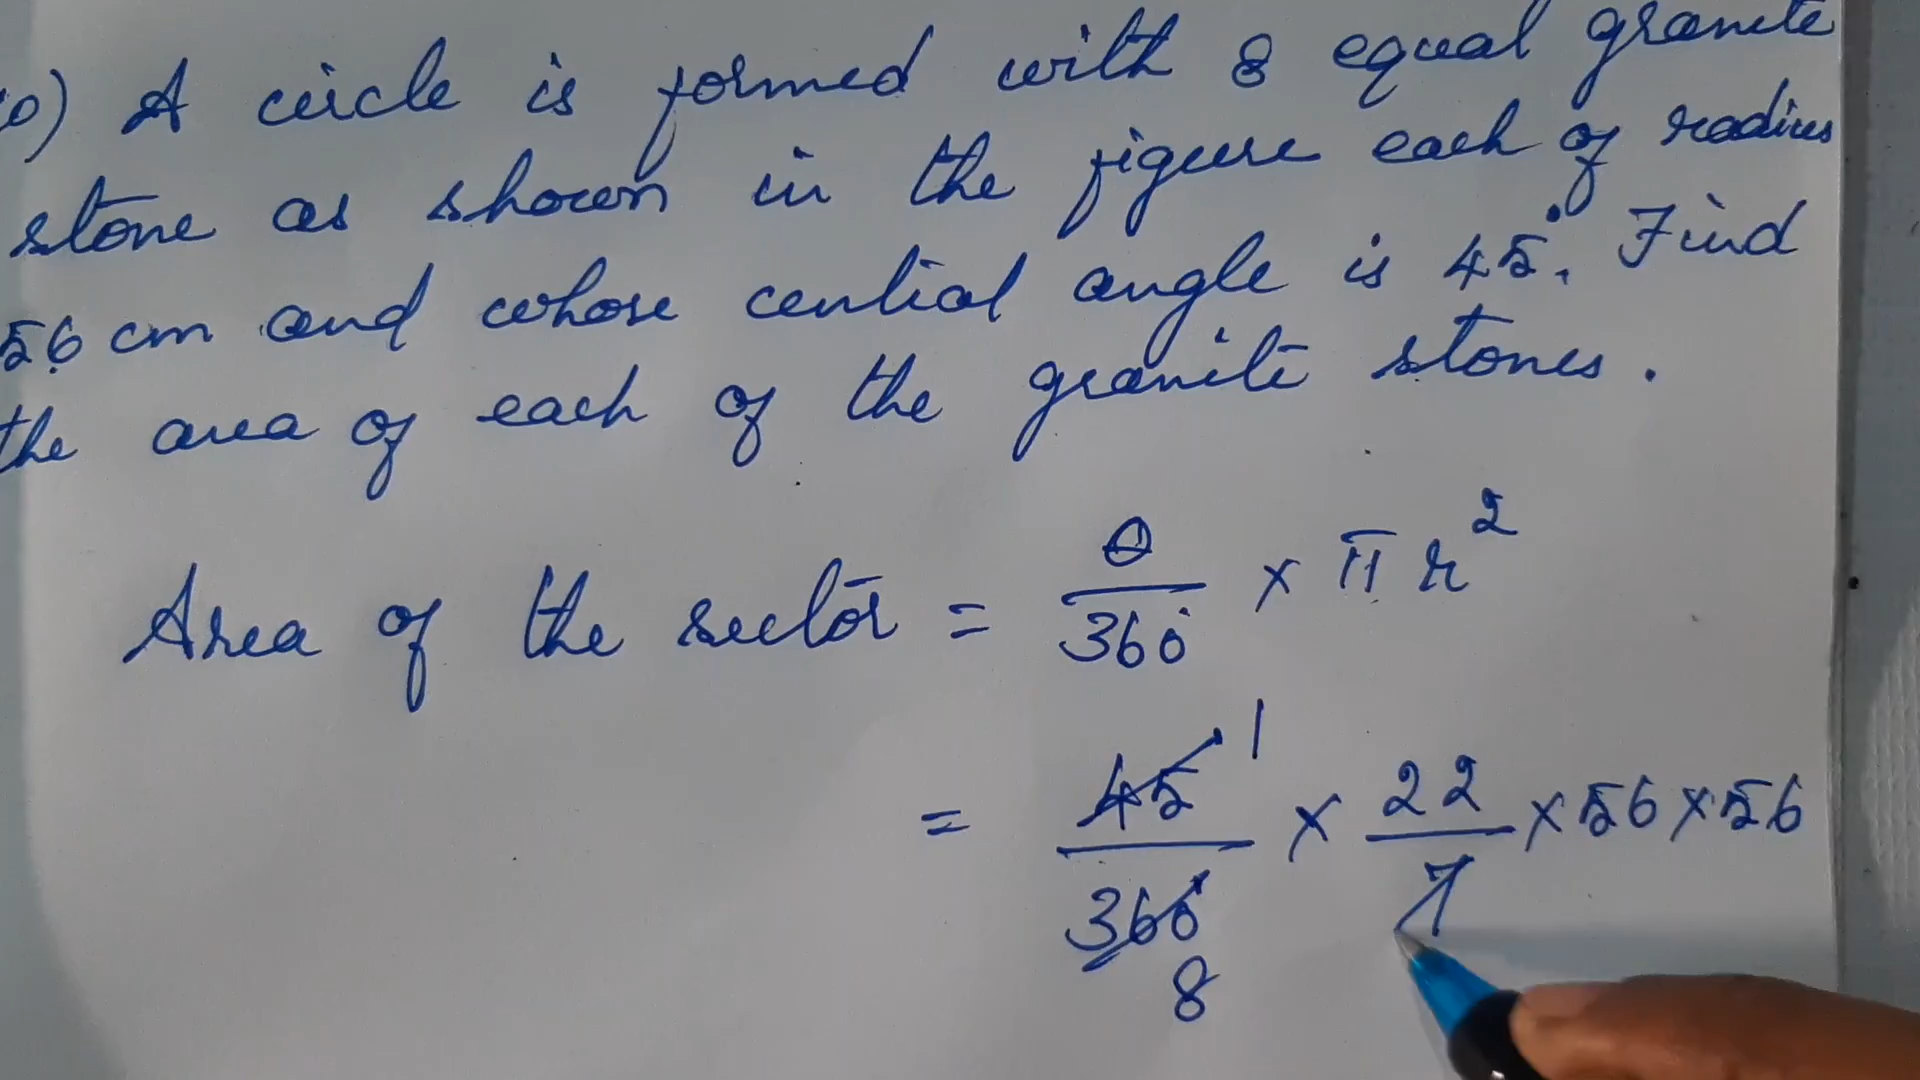 0) A circle is formed with 8 equal granite
stone as shown in the figure each of radius
56 cm and whose central angle is 45°. Find
the area of each of the granite stones.
Area of the sector = θ/360° × π r²
= 45/360 × 22/7 × 56 × 56
1
8